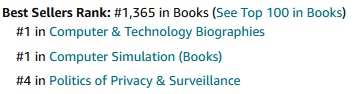 Best Sellers Rank: #1,365 in Books (See Top 100 in Books)
#1 in Computer & Technology Biographies
#1 in Computer Simulation (Books)
#4 in Politics of Privacy & Surveillance